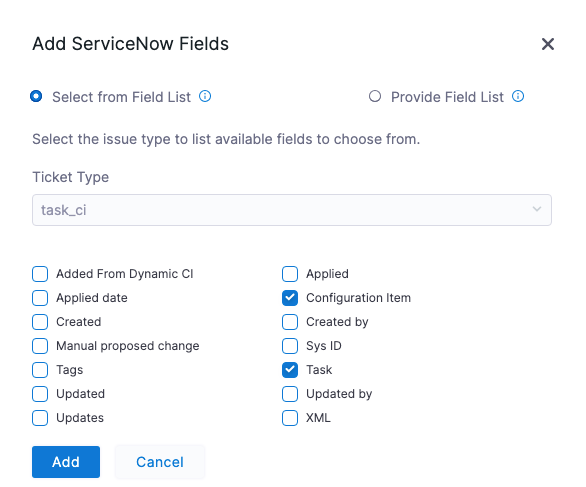 Add ServiceNow Fields
Select from Field List
Provide Field List
Select the issue type to list available fields to choose from.
Ticket Type
task_ci
Added From Dynamic CI
Applied
Applied date
Configuration Item
Created
Created by
Manual proposed change
Sys ID
Tags
Task
Updated
Updated by
Updates
XML
Add
Cancel